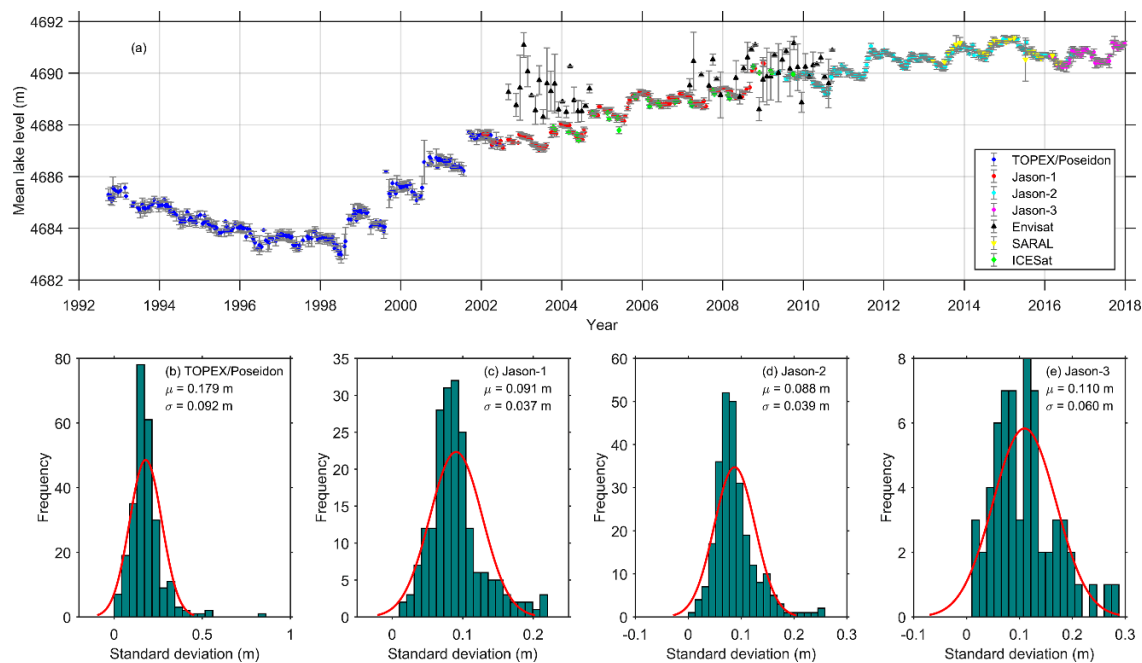 (a)
Mean lake level (m)
4692
4690
4688
4686
4684
4682
1992 1994 1996 1998 2000 2002 2004 2006 2008 2010 2012 2014 2016 2018
Year
TOPEX/Poseidon
Jason-1
Jason-2
Jason-3
Envisat
SARAL
ICESat
(b) TOPEX/Poseidon
μ = 0.179 m
σ = 0.092 m
Frequency
80
60
40
20
0
0 0.5 1
Standard deviation (m)
(c) Jason-1
μ = 0.091 m
σ = 0.037 m
Frequency
35
30
25
20
15
10
5
0
0 0.1 0.2
Standard deviation (m)
(d) Jason-2
μ = 0.088 m
σ = 0.039 m
Frequency
60
50
40
30
20
10
0
-0.1 0 0.1 0.2 0.3
Standard deviation (m)
(e) Jason-3
μ = 0.110 m
σ = 0.060 m
Frequency
8
6
4
2
0
-0.1 0 0.1 0.2 0.3
Standard deviation (m)